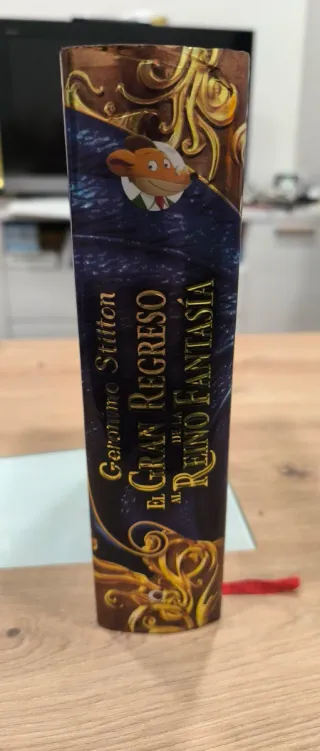 Geronimo Stilton
EL GRAN REGRESO
DE LA
AL REINO FANTASÍA